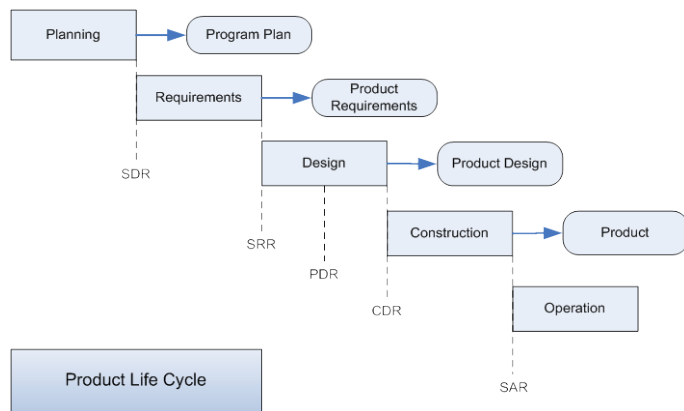 Planning
Program Plan
Requirements
Product
Requirements
SDR
Design
Product Design
SRR
PDR
Construction
Product
CDR
Operation
Product Life Cycle
SAR